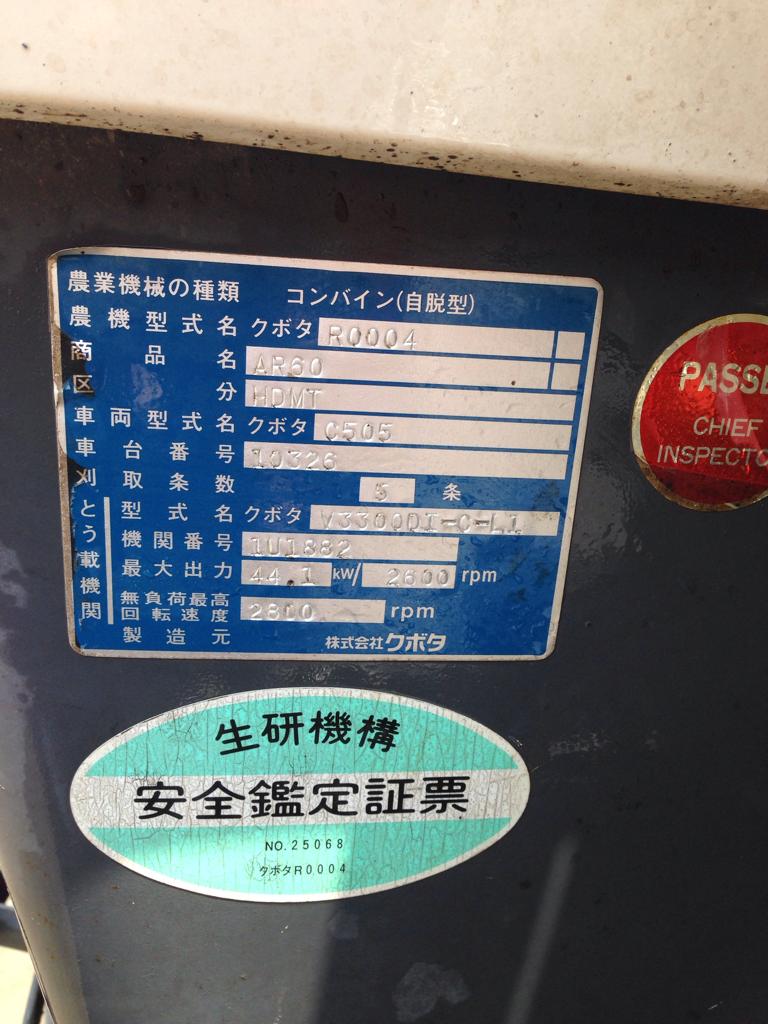 農業機械の種類 コンバイン(自脱型)
農機型式名 クボタ R0004
商品名 AR60
区分 HDMT
車両型式名 クボタ C505
車台番号 10326
刈取条数 5 条
とう載機関
型式名 クボタ V3300DI-C-L1
機関番号 1U1882
最大出力 44.1 kW/ 2600 rpm
無負荷最高回転速度 2800 rpm
製造元 株式会社クボタ
PASSE
CHIEF
INSPECTO
生研機構
安全鑑定証票
NO.25068
クボタR0004